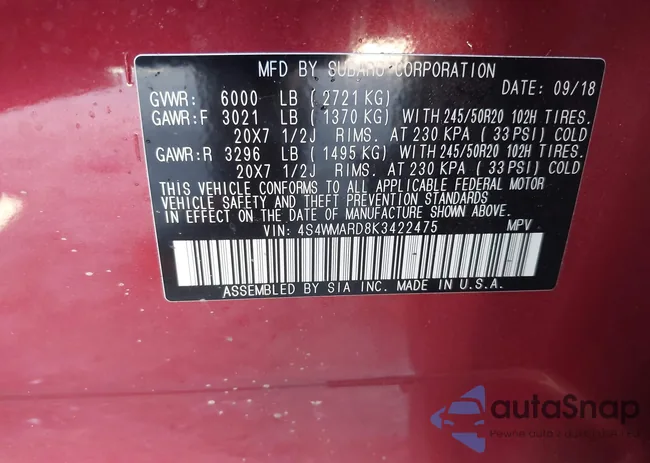 MFD BY SUBARU CORPORATION
DATE: 09/18
GVWR: 6000 LB ( 2721 KG)
GAWR:F 3021 LB ( 1370 KG) WITH 245/50R20 102H TIRES.
20X7 1/2J RIMS. AT 230 KPA ( 33 PSI) COLD
GAWR:R 3296 LB ( 1495 KG) WITH 245/50R20 102H TIRES.
20X7 1/2J RIMS. AT 230 KPA ( 33 PSI) COLD
THIS VEHICLE CONFORMS TO ALL APPLICABLE FEDERAL MOTOR
VEHICLE SAFETY AND THEFT PREVENTION STANDARDS
IN EFFECT ON THE DATE OF MANUFACTURE SHOWN ABOVE.
VIN: 4S4WMARD8K3422475 MPV
ASSEMBLED BY SIA INC. MADE IN U.S.A.
autoSnap
Pewne auta z